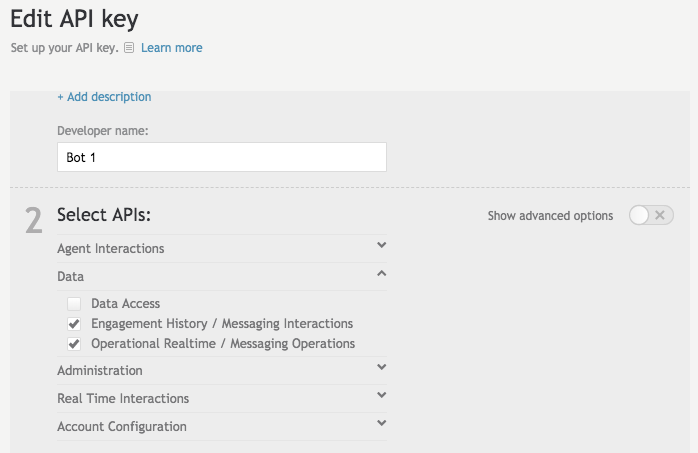 Edit API key
Set up your API key. Learn more
+ Add description
Developer name:
Bot 1
2 Select APIs: Show advanced options
Agent Interactions
Data
Data Access
Engagement History / Messaging Interactions
Operational Realtime / Messaging Operations
Administration
Real Time Interactions
Account Configuration